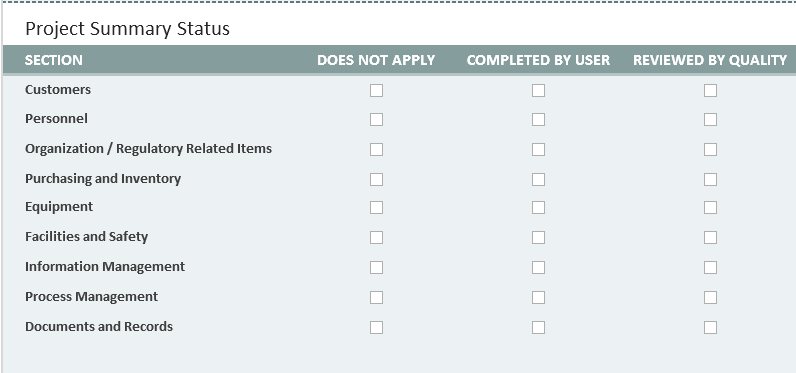 Project Summary Status
SECTION DOES NOT APPLY COMPLETED BY USER REVIEWED BY QUALITY
Customers
Personnel
Organization / Regulatory Related Items
Purchasing and Inventory
Equipment
Facilities and Safety
Information Management
Process Management
Documents and Records